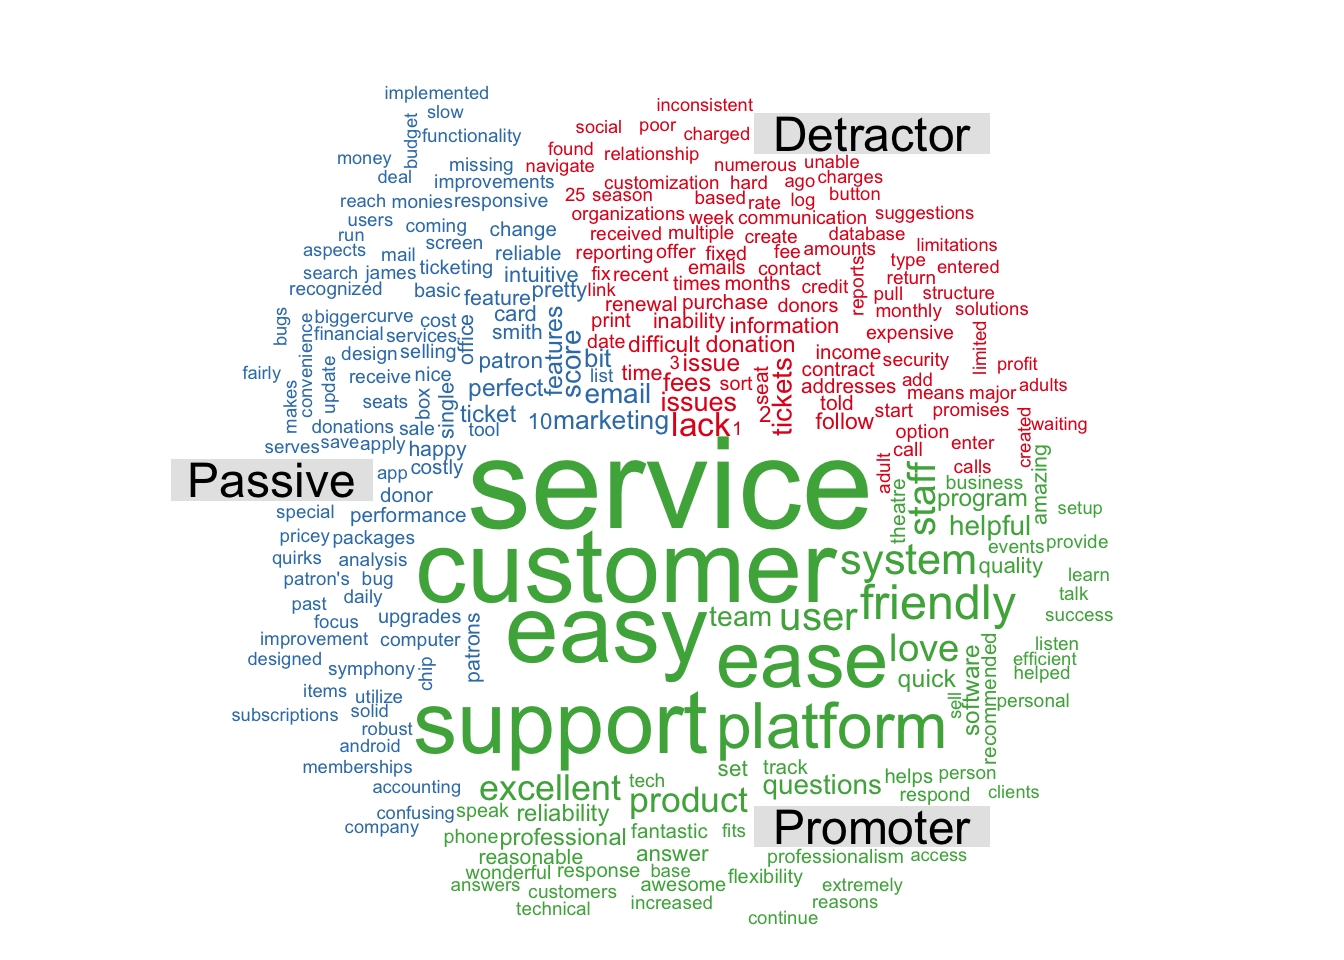 implemented
slow
inconsistent
budget
functionality
social
poor
charged
Detractor
money
missing
found
navigate
relationship
numerous
unable
deal
improvements
customization
hard
ago
charges
reach
monies
responsive
25
season
based
rate
log
button
users
coming
change
organizations
week
communication
suggestions
run
screen
received
multiple
create
database
aspects
mail
reliable
reporting
offer
fixed
fee
amounts
limitations
search
james
ticketing
intuitive
fix
recent
emails
contact
reports
type
return
entered
recognized
basic
feature
pretty
link
times
months
credit
pull
structure
bugs
bigger
curve
card
features
renewal
purchase
donors
monthly
solutions
convenience
financial
services
cost
office
smith
score
print
inability
information
expensive
limited
design
selling
patron
bit
date
difficult
donation
income
security
profit
fairly
makes
update
receive
nice
perfect
list
time
3
issue
seat
tickets
contract
add
adults
seats
box
single
email
fees
sort
addresses
means
major
donations
sale
ticket
10
marketing
issues
2
told
start
promises
created
waiting
serves
save
apply
happy
tool
lack
1
follow
option
enter
Passive
app
costly
service
adult
call
calls
amazing
donor
theatre
staff
business
program
setup
special
performance
helpful
pricey
packages
customer
system
events
provide
quirks
analysis
quality
patron's
bug
learn
past
daily
easy
team
user
friendly
talk
focus
upgrades
success
improvement
computer
patrons
ease
love
software
recommended
listen
designed
symphony
chip
quick
efficient
helped
items
utilize
sell
personal
subscriptions
solid
support
platform
robust
android
memberships
set
track
accounting
excellent
tech
questions
helps
person
confusing
speak
reliability
product
respond
clients
company
phone
professional
fantastic
fits
Promoter
reasonable
answer
professionalism
access
wonderful
response
base
flexibility
answers
customers
awesome
extremely
technical
increased
reasons
continue